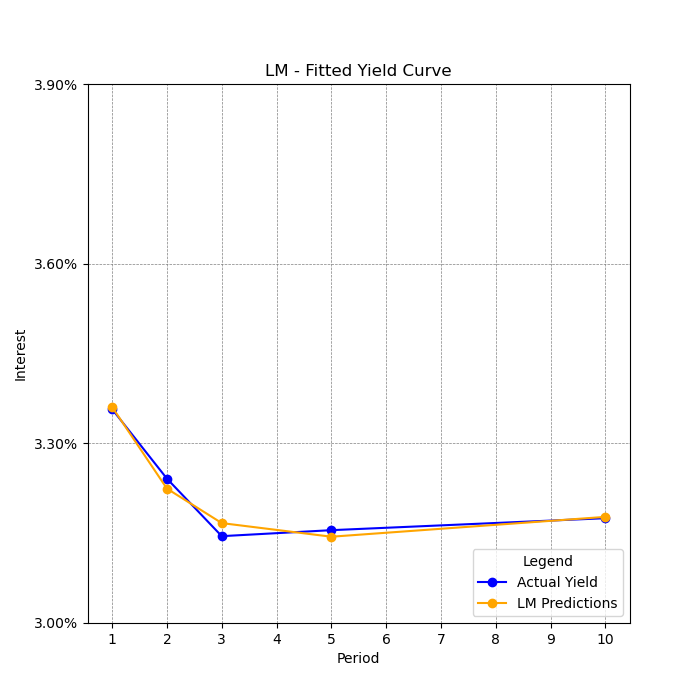 LM - Fitted Yield Curve
3.90%
3.60%
3.30%
3.00%
Interest
1 2 3 4 5 6 7 8 9 10
Period
Legend
Actual Yield
LM Predictions